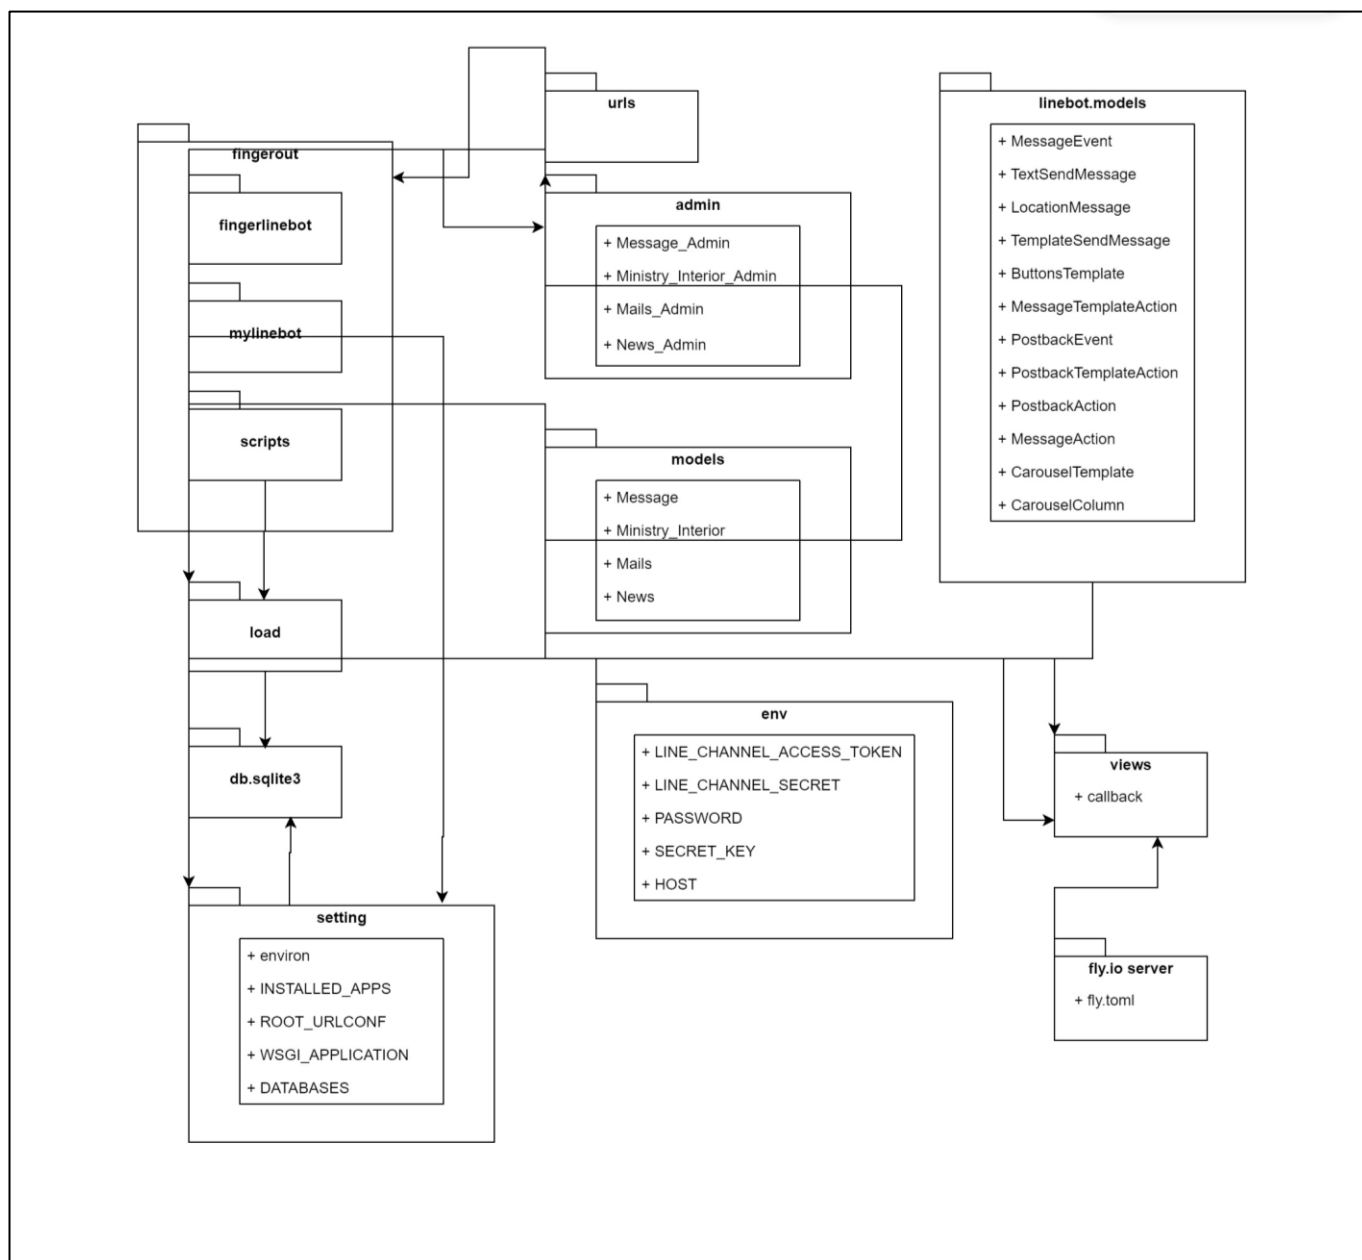 urls
fingerout
fingerlinebot
mylinebot
scripts
load
db.sqlite3
setting
+ environ
+ INSTALLED_APPS
+ ROOT_URLCONF
+ WSGI_APPLICATION
+ DATABASES
admin
+ Message_Admin
+ Ministry_Interior_Admin
+ Mails_Admin
+ News_Admin
models
+ Message
+ Ministry_Interior
+ Mails
+ News
env
+ LINE_CHANNEL_ACCESS_TOKEN
+ LINE_CHANNEL_SECRET
+ PASSWORD
+ SECRET_KEY
+ HOST
linebot.models
+ MessageEvent
+ TextSendMessage
+ LocationMessage
+ TemplateSendMessage
+ ButtonsTemplate
+ MessageTemplateAction
+ PostbackEvent
+ PostbackTemplateAction
+ PostbackAction
+ MessageAction
+ CarouselTemplate
+ CarouselColumn
views
+ callback
fly.io server
+ fly.toml